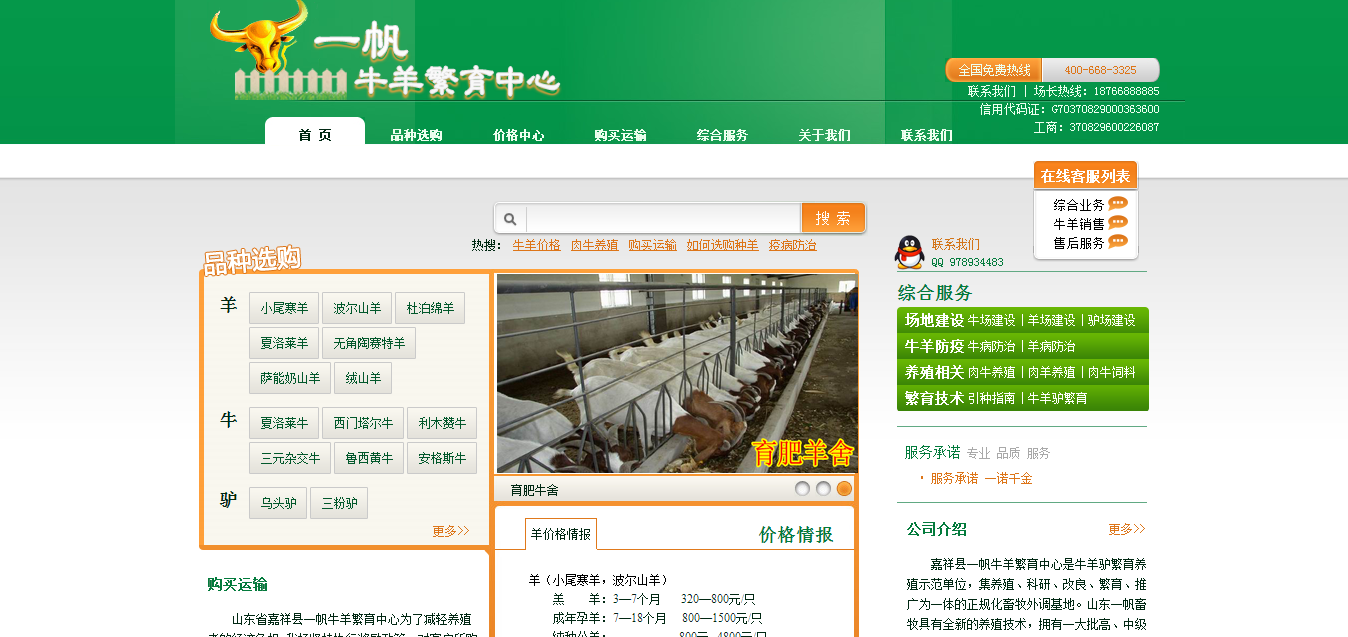 一帆
牛羊繁育中心
全国免费热线 400-668-3325
联系我们 | 场长热线：18766888885
信用代码证：G70370829000363600
工商：370829600226087
首 页 品种选购 价格中心 购买运输 综合服务 关于我们 联系我们
在线客服列表
综合业务
牛羊销售
售后服务
搜 索
热搜： 牛羊价格 肉牛养殖 购买运输 如何选购种羊 疫病防治
联系我们
QQ 978934483
品种选购
羊 小尾寒羊 波尔山羊 杜泊绵羊
夏洛莱羊 无角陶赛特羊
萨能奶山羊 绒山羊
牛 夏洛莱牛 西门塔尔牛 利木赞牛
三元杂交牛 鲁西黄牛 安格斯牛
驴 乌头驴 三粉驴
更多>>
育肥羊舍
育肥牛舍
综合服务
场地建设 牛场建设 | 羊场建设 | 驴场建设
牛羊防疫 牛病防治 | 羊病防治
养殖相关 肉牛养殖 | 肉羊养殖 | 肉牛饲料
繁育技术 引种指南 | 牛羊驴繁育
服务承诺 专业 品质 服务
· 服务承诺 一诺千金
购买运输
山东省嘉祥县一帆牛羊繁育中心为了减轻养殖
羊价格情报 价格情报
羊（小尾寒羊，波尔山羊）
羔 羊：3—7个月 320—800元/只
成年孕羊：7—18个月 800—1500元/只
纯种公羊： 800元—4800元/只
公司介绍 更多>>
嘉祥县一帆牛羊繁育中心是牛羊驴繁育养
殖示范单位，集养殖、科研、改良、繁育、推
广为一体的正规化畜牧外调基地。山东一帆畜
牧具有全新的养殖技术，拥有一大批高、中级